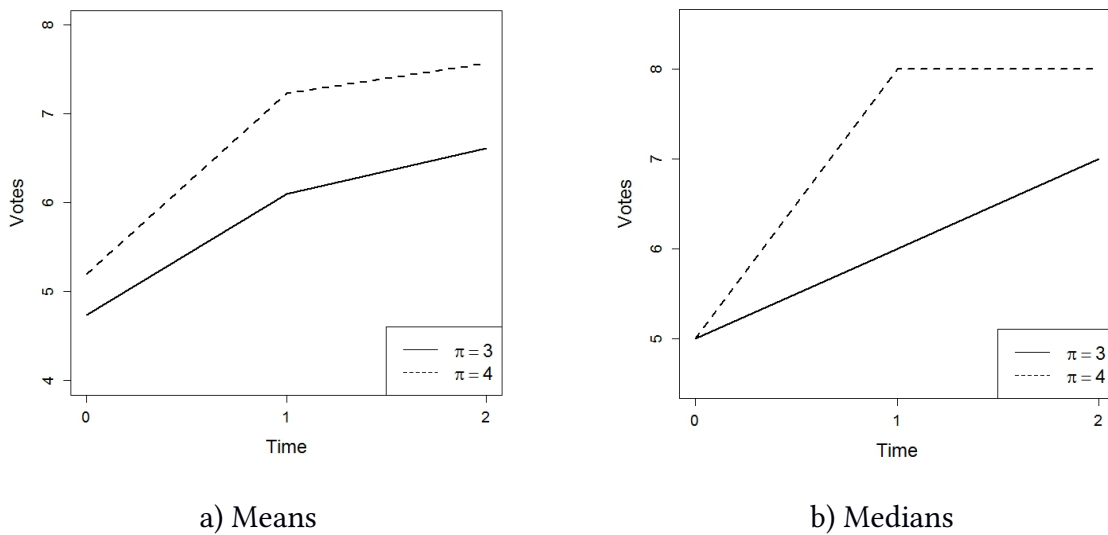 8
7
6
5
4
Votes
0
1
2
Time
π = 3
π = 4
a) Means
8
7
6
5
Votes
0
1
2
Time
π = 3
π = 4
b) Medians